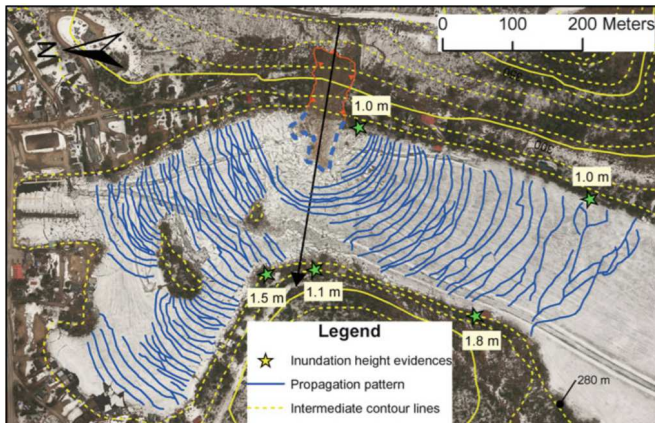 0 100 200 Meters
N
1.0 m
1.0 m
1.5 m
1.1 m
1.8 m
280 m
Legend
Inundation height evidences
Propagation pattern
Intermediate contour lines